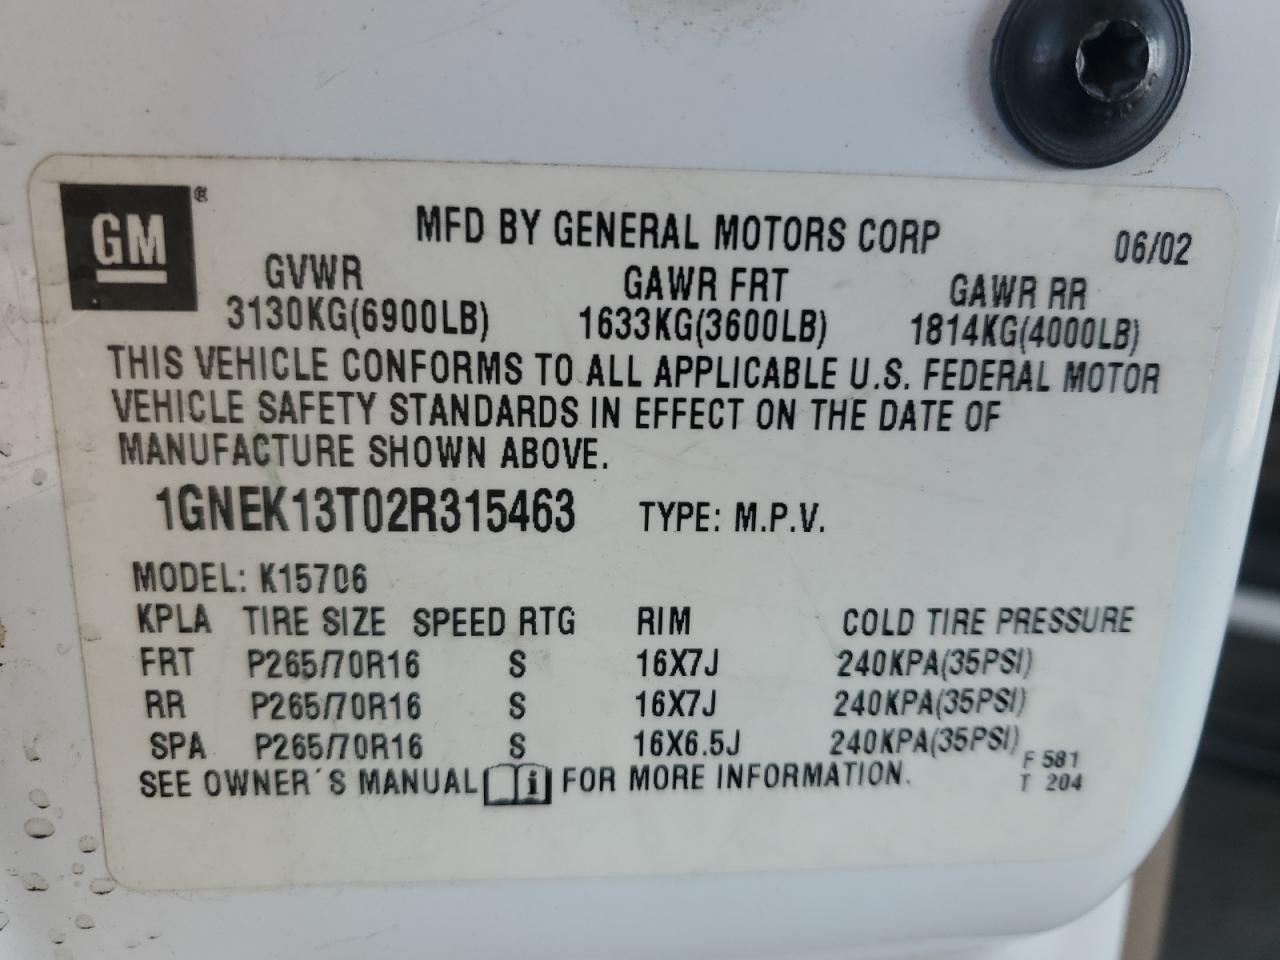 GM ®
MFD BY GENERAL MOTORS CORP 06/02
GVWR GAWR FRT GAWR RR
3130KG(6900LB) 1633KG(3600LB) 1814KG(4000LB)
THIS VEHICLE CONFORMS TO ALL APPLICABLE U.S. FEDERAL MOTOR
VEHICLE SAFETY STANDARDS IN EFFECT ON THE DATE OF
MANUFACTURE SHOWN ABOVE.
1GNEK13T02R315463 TYPE: M.P.V.
MODEL: K15706
KPLA TIRE SIZE SPEED RTG RIM COLD TIRE PRESSURE
FRT P265/70R16 S 16X7J 240KPA(35PSI)
RR P265/70R16 S 16X7J 240KPA(35PSI)
SPA P265/70R16 S 16X6.5J 240KPA(35PSI) F 581
SEE OWNER´S MANUAL i FOR MORE INFORMATION. T 204